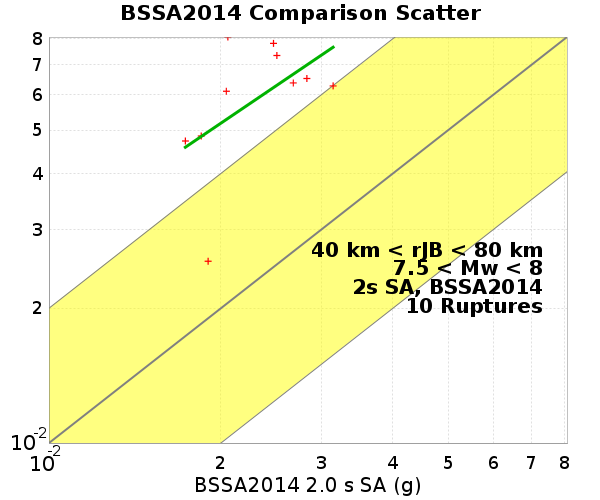 BSSA2014 Comparison Scatter
8
7
6
5
4
3
2
10-2
40 km < rJB < 80 km
7.5 < Mw < 8
2s SA, BSSA2014
10 Ruptures
10-2 2 3 4 5 6 7 8
BSSA2014 2.0 s SA (g)